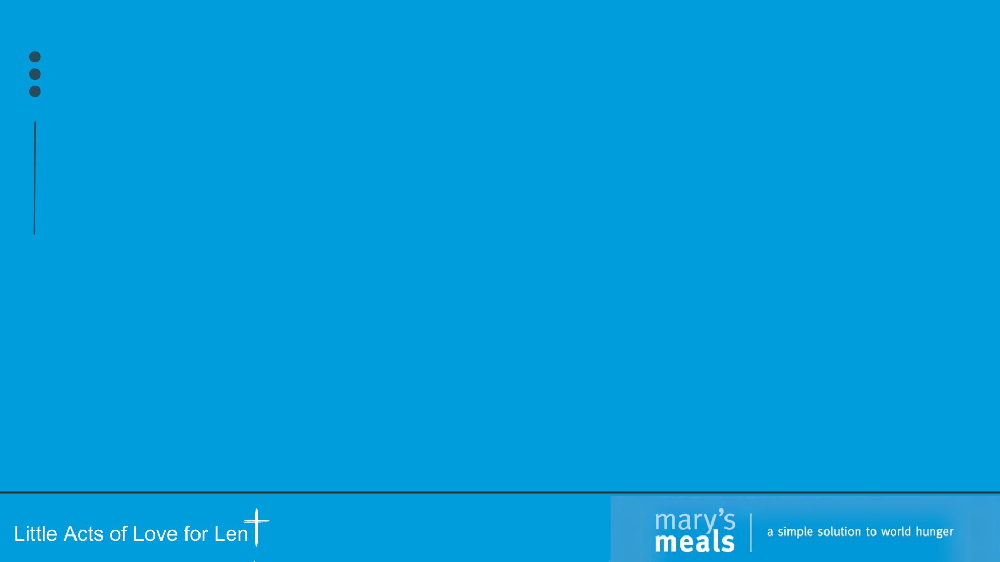 Little Acts of Love for Len
mary's
meals
a simple solution to world hunger